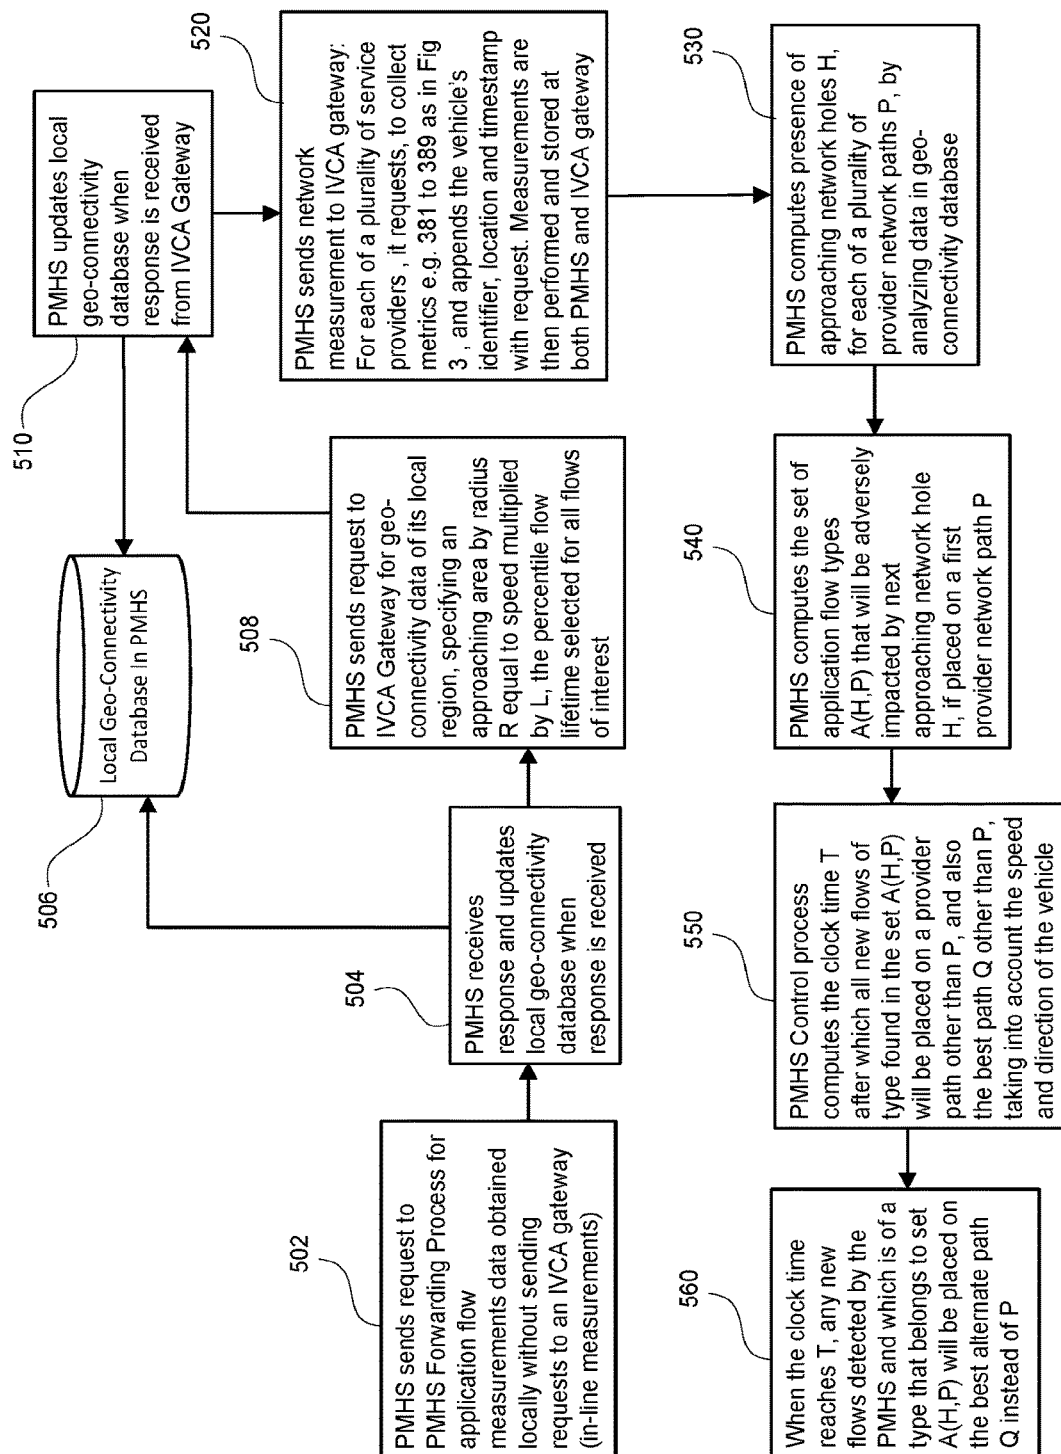 502
PMHS sends request to
PMHS Forwarding Process for
application flow
measurements data obtained
locally without sending
requests to an IVCA gateway
(in-line measurements)
504
PMHS receives
response and updates
local geo-connectivity
database when
response is received
506
Local Geo-Connectivity
Database in PMHS
508
PMHS sends request to
IVCA Gateway for geo-
connectivity data of its local
region, specifying an
approaching area by radius
R equal to speed multiplied
by L, the percentile flow
lifetime selected for all flows
of interest
510
PMHS updates local
geo-connectivity
database when
response is received
from IVCA Gateway
520
PMHS sends network
measurement to IVCA gateway:
For each of a plurality of service
providers , it requests, to collect
metrics e.g. 381 to 389 as in Fig
3 , and appends the vehicle's
identifier, location and timestamp
with request. Measurements are
then performed and stored at
both PMHS and IVCA gateway
530
PMHS computes presence of
approaching network holes H,
for each of a plurality of
provider network paths P, by
analyzing data in geo-
connectivity database
540
PMHS computes the set of
application flow types
A(H,P) that will be adversely
impacted by next
approaching network hole
H, if placed on a first
provider network path P
550
PMHS Control process
computes the clock time T
after which all new flows of
type found in the set A(H,P)
will be placed on a provider
path other than P, and also
the best path Q other than P,
taking into account the speed
and direction of the vehicle
560
When the clock time
reaches T, any new
flows detected by the
PMHS and which is of a
type that belongs to set
A(H,P) will be placed on
the best alternate path
Q instead of P